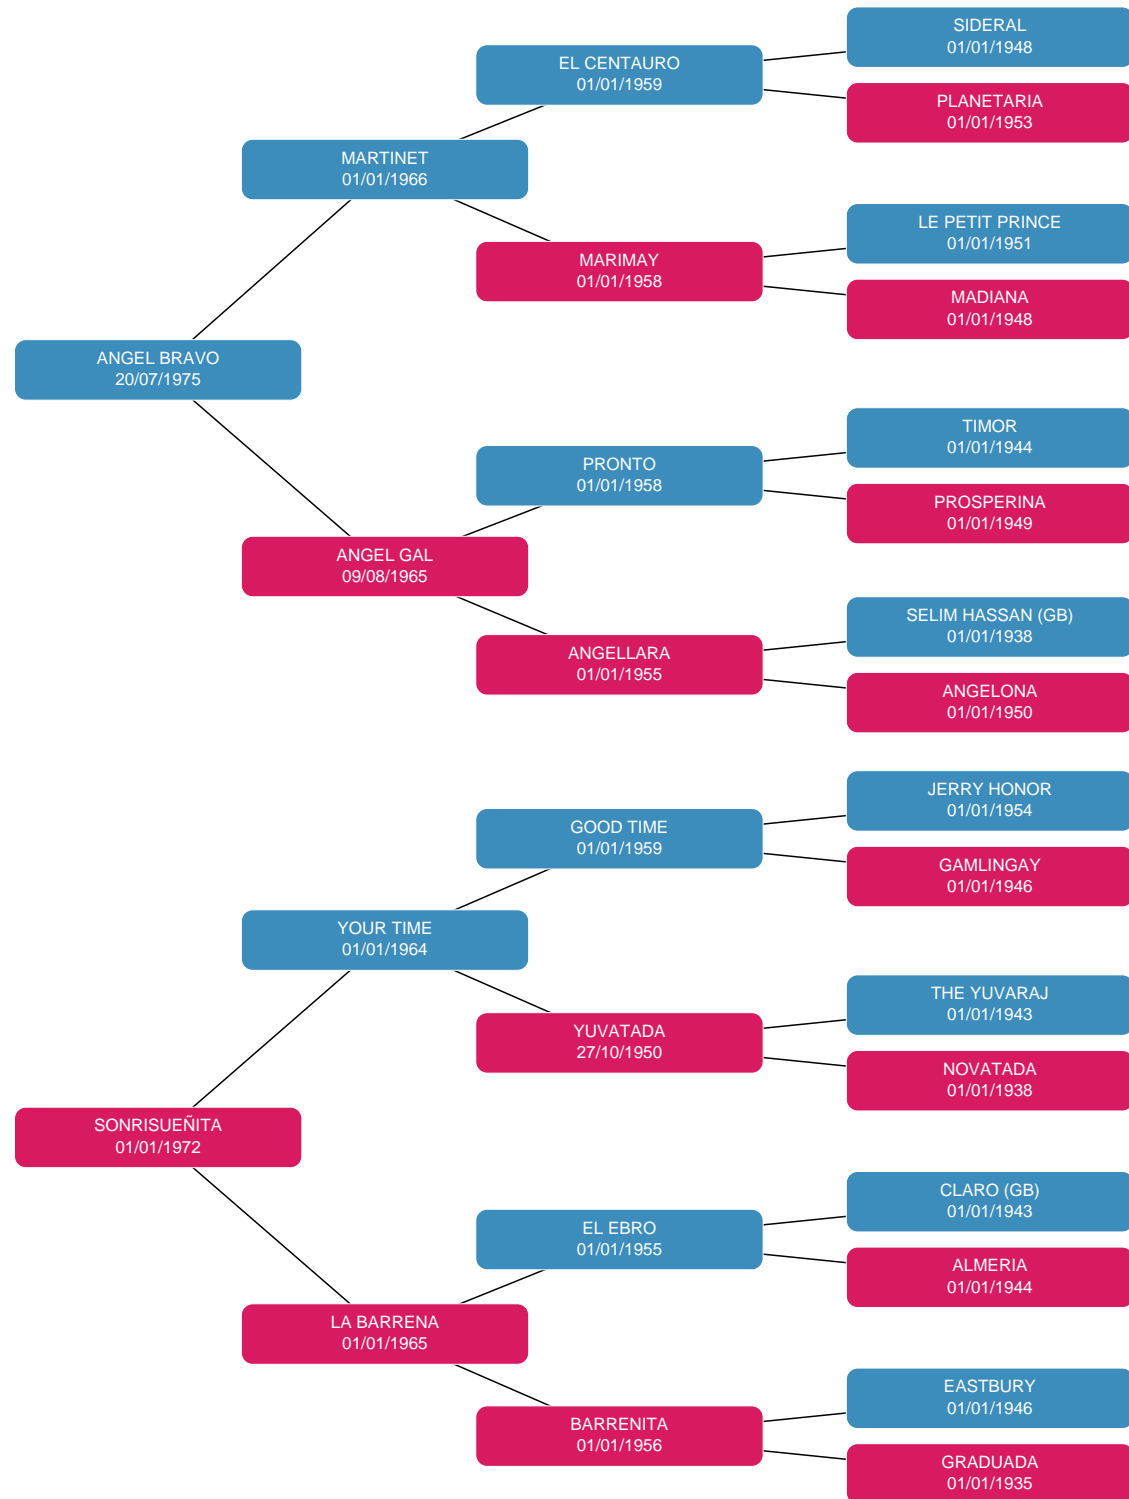 SIDERAL
01/01/1948
EL CENTAURO
01/01/1959
PLANETARIA
01/01/1953
MARTINET
01/01/1966
LE PETIT PRINCE
01/01/1951
MARIMAY
01/01/1958
MADIANA
01/01/1948
ANGEL BRAVO
20/07/1975
TIMOR
01/01/1944
PRONTO
01/01/1958
PROSPERINA
01/01/1949
ANGEL GAL
09/08/1965
SELIM HASSAN (GB)
01/01/1938
ANGELLARA
01/01/1955
ANGELONA
01/01/1950
JERRY HONOR
01/01/1954
GOOD TIME
01/01/1959
GAMLINGAY
01/01/1946
YOUR TIME
01/01/1964
THE YUVARAJ
01/01/1943
YUVATADA
27/10/1950
NOVATADA
01/01/1938
SONRISUEÑITA
01/01/1972
CLARO (GB)
01/01/1943
EL EBRO
01/01/1955
ALMERIA
01/01/1944
LA BARRENA
01/01/1965
EASTBURY
01/01/1946
BARRENITA
01/01/1956
GRADUADA
01/01/1935